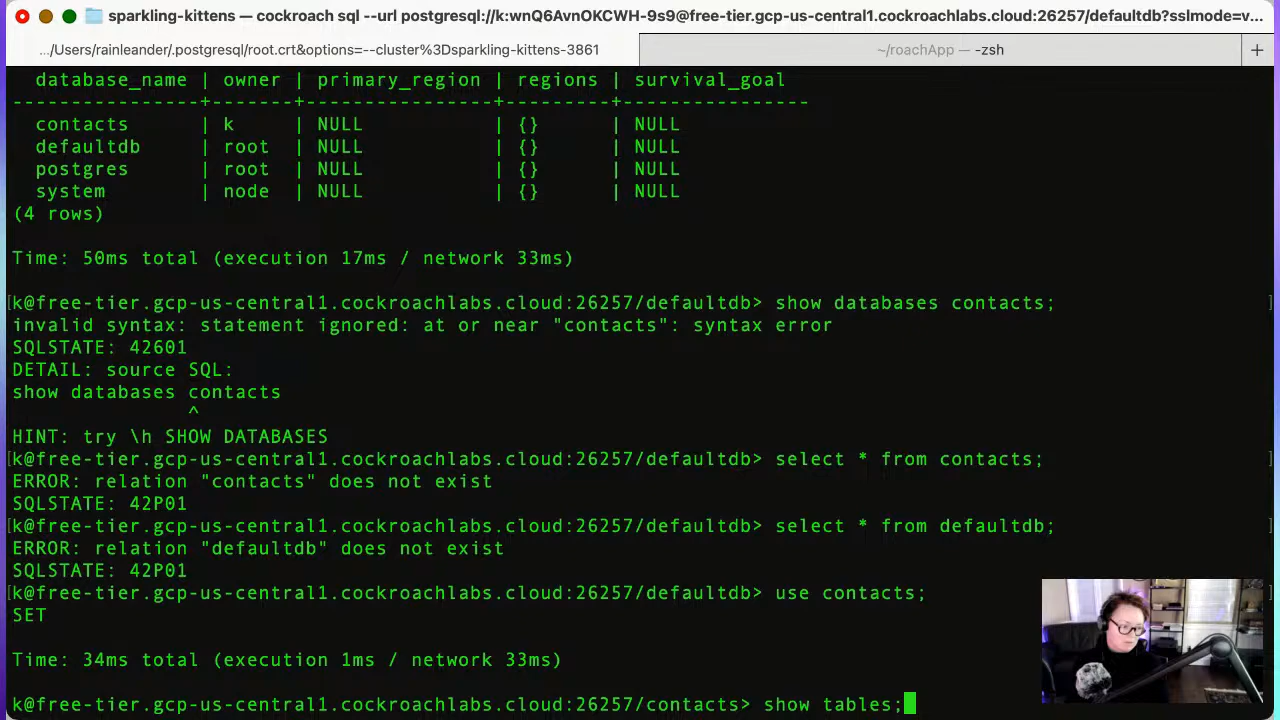 sparkling-kittens — cockroach sql --url postgresql://k:wnQ6AvnOKCWH-9s9@free-tier.gcp-us-central1.cockroachlabs.cloud:26257/defaultdb?sslmode=v...
.../Users/rainleander/.postgresql/root.crt&options=--cluster%3Dsparkling-kittens-3861
~/roachApp — -zsh
+
database_name | owner | primary_region | regions | survival_goal
----------------+-------+----------------+---------+----------------
contacts | k | NULL | {} | NULL
defaultdb | root | NULL | {} | NULL
postgres | root | NULL | {} | NULL
system | node | NULL | {} | NULL
(4 rows)
Time: 50ms total (execution 17ms / network 33ms)
[k@free-tier.gcp-us-central1.cockroachlabs.cloud:26257/defaultdb> show databases contacts; ]
invalid syntax: statement ignored: at or near "contacts": syntax error
SQLSTATE: 42601
DETAIL: source SQL:
show databases contacts
^
HINT: try \h SHOW DATABASES
[k@free-tier.gcp-us-central1.cockroachlabs.cloud:26257/defaultdb> select * from contacts; ]
ERROR: relation "contacts" does not exist
SQLSTATE: 42P01
[k@free-tier.gcp-us-central1.cockroachlabs.cloud:26257/defaultdb> select * from defaultdb; ]
ERROR: relation "defaultdb" does not exist
SQLSTATE: 42P01
[k@free-tier.gcp-us-central1.cockroachlabs.cloud:26257/defaultdb> use contacts; ]
SET
Time: 34ms total (execution 1ms / network 33ms)
k@free-tier.gcp-us-central1.cockroachlabs.cloud:26257/contacts> show tables;